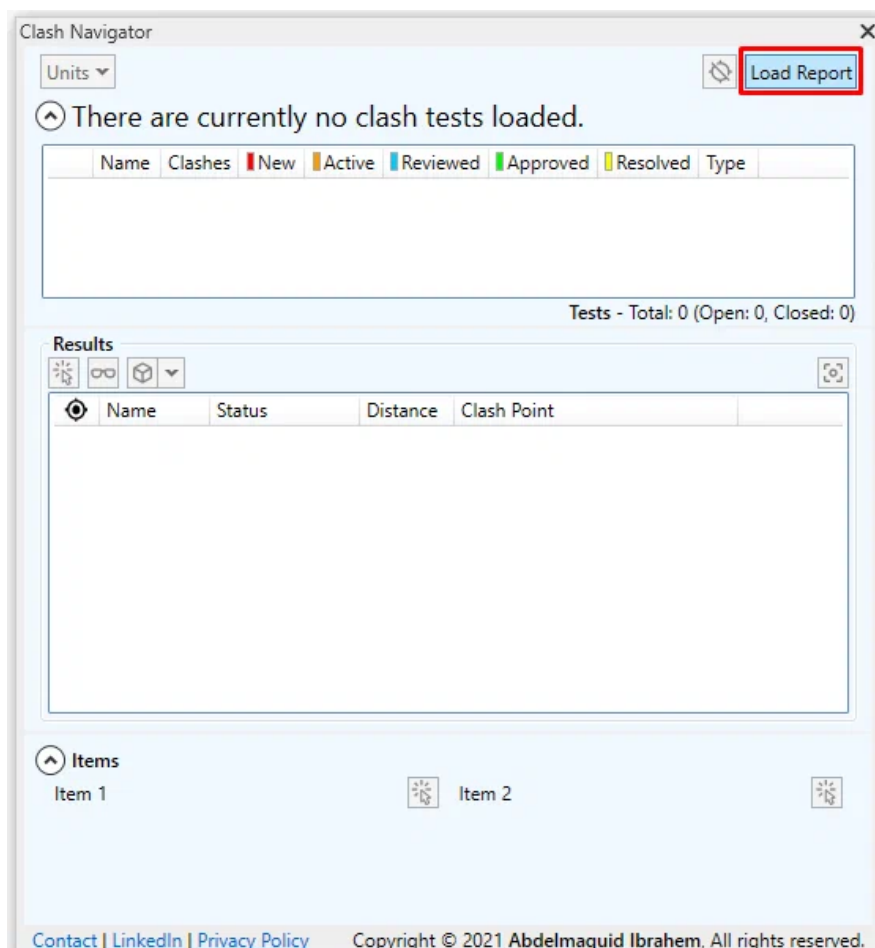 Clash Navigator
Units
Load Report
There are currently no clash tests loaded.
Name Clashes New Active Reviewed Approved Resolved Type
Tests - Total: 0 (Open: 0, Closed: 0)
Results
Name Status Distance Clash Point
Items
Item 1 Item 2
Contact | LinkedIn | Privacy Policy Copyright © 2021 Abdelmaguid Ibrahem, All rights reserved.